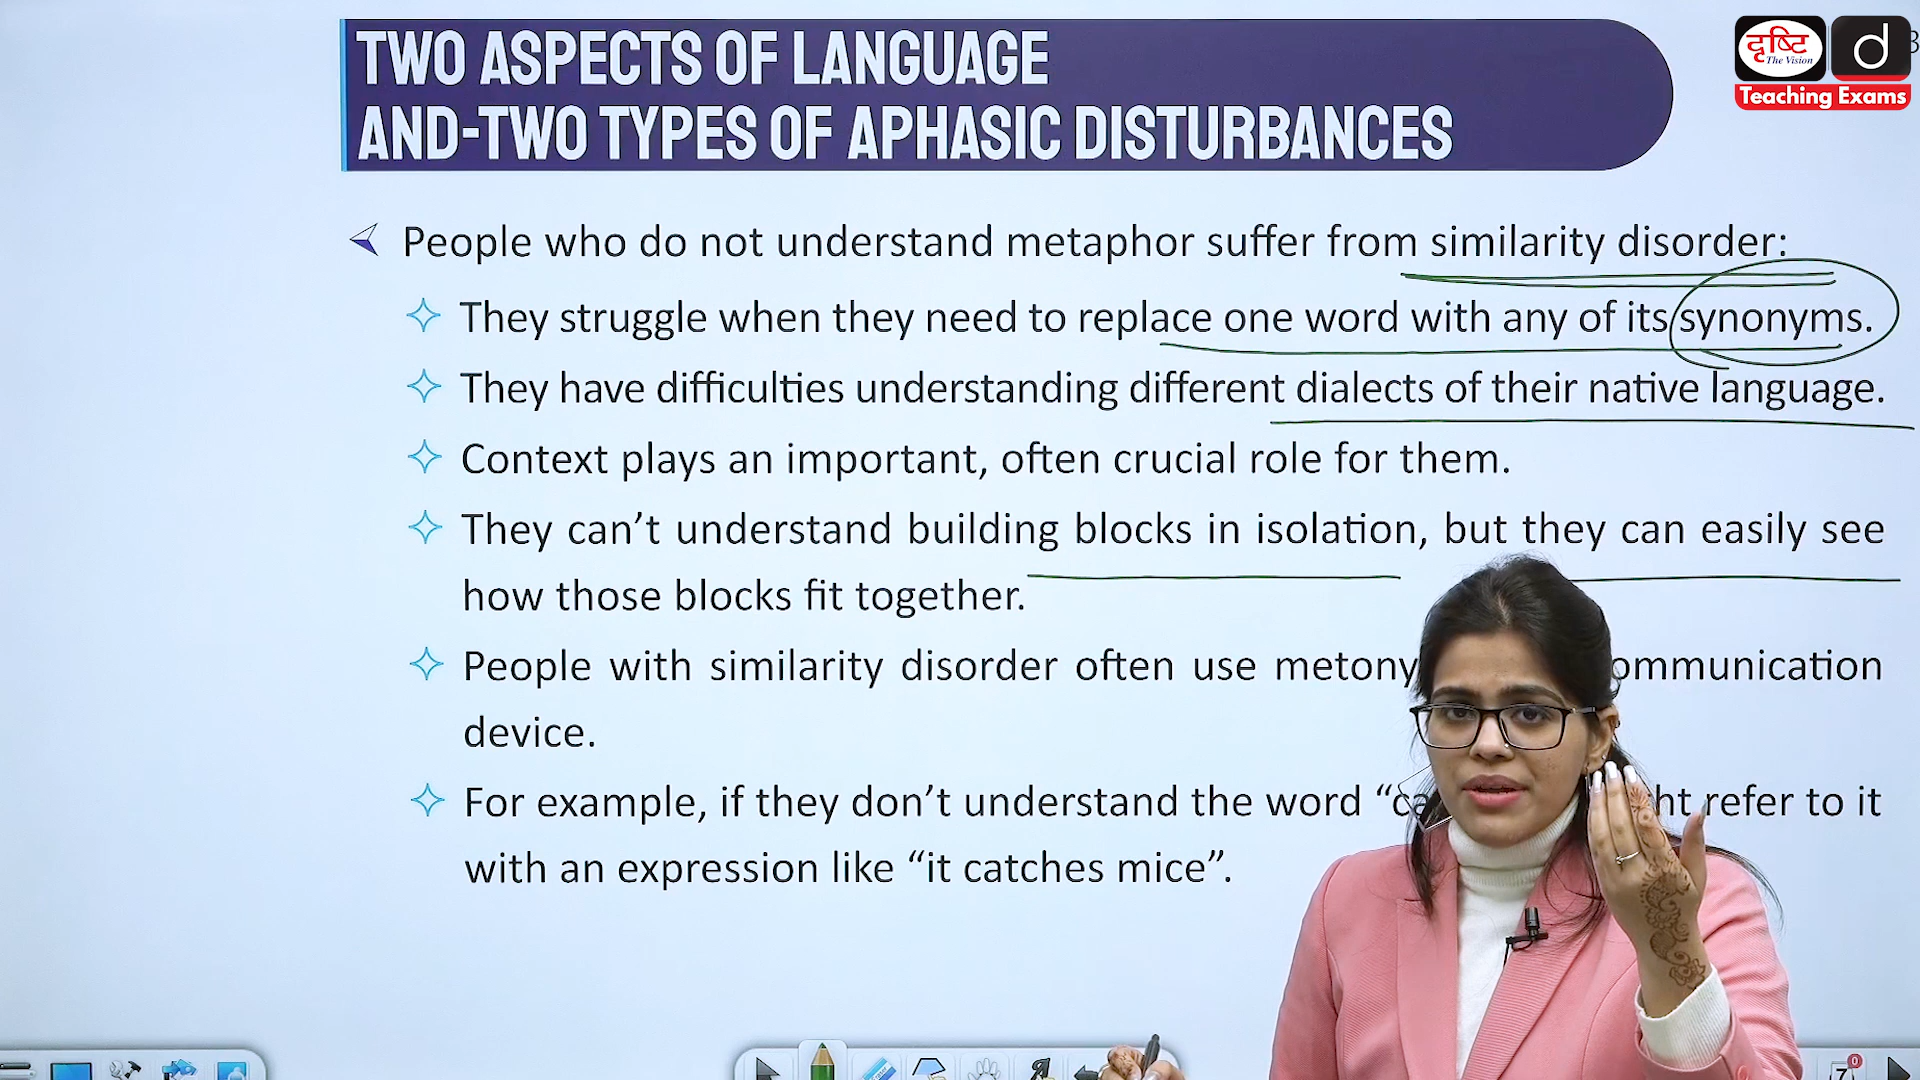 TWO ASPECTS OF LANGUAGE
AND-TWO TYPES OF APHASIC DISTURBANCES
दृष्टि
The Vision
d
Teaching Exams
People who do not understand metaphor suffer from similarity disorder:
They struggle when they need to replace one word with any of its synonyms.
They have difficulties understanding different dialects of their native language.
Context plays an important, often crucial role for them.
They can’t understand building blocks in isolation, but they can easily see
how those blocks fit together.
People with similarity disorder often use
device.
For example, if they don’t understand the word refer to it
with an expression like “it catches mice”.
7
0